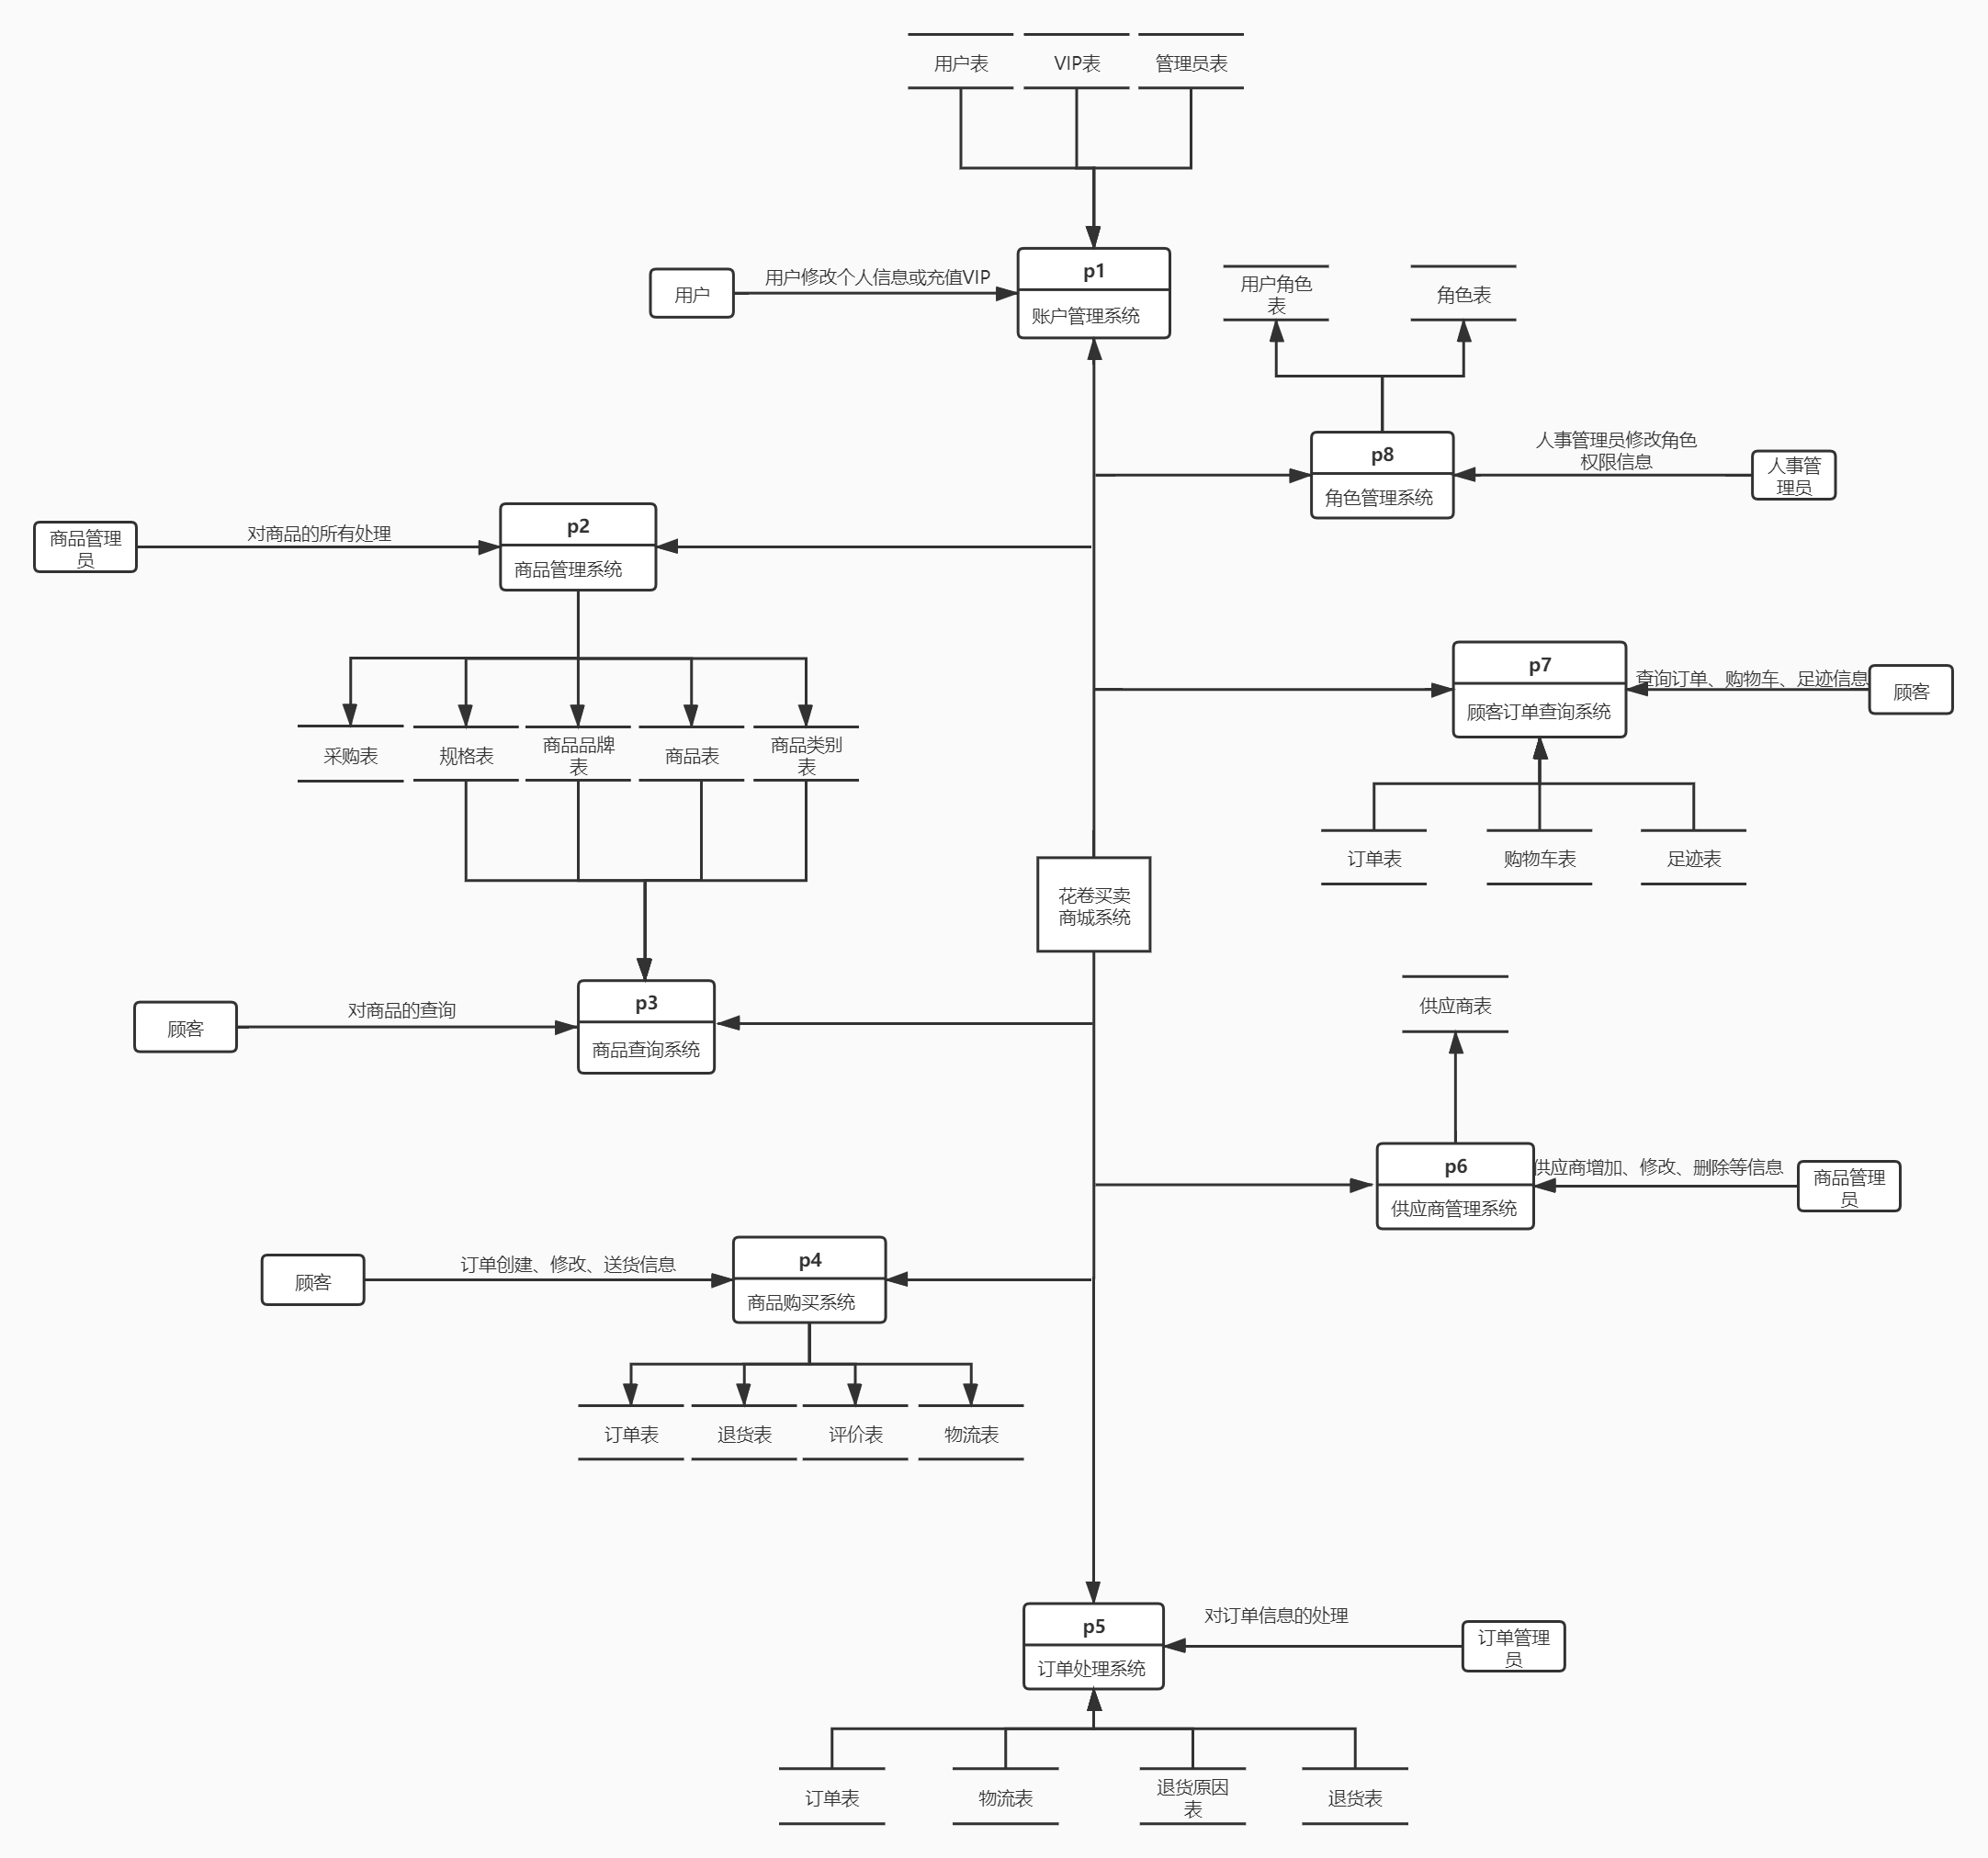 用户表
VIP表
管理员表
用户
用户修改个人信息或充值VIP
p1
账户管理系统
用户角色
表
角色表
p8
角色管理系统
人事管理员修改角色
权限信息
人事管
理员
商品管理
员
对商品的所有处理
p2
商品管理系统
p7
顾客订单查询系统
查询订单、购物车、足迹信息
顾客
采购表
规格表
商品品牌
表
商品表
商品类别
表
订单表
购物车表
足迹表
花卷买卖
商城系统
顾客
对商品的查询
p3
商品查询系统
供应商表
p6
供应商管理系统
供应商增加、修改、删除等信息
商品管理
员
顾客
订单创建、修改、送货信息
p4
商品购买系统
订单表
退货表
评价表
物流表
p5
订单处理系统
对订单信息的处理
订单管理
员
订单表
物流表
退货原因
表
退货表